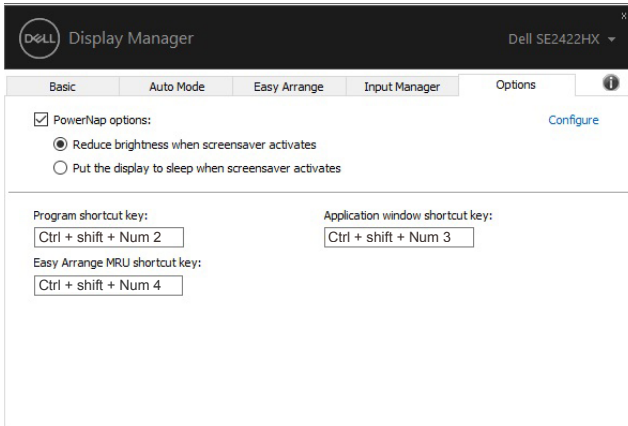 x
DELL Display Manager
Dell SE2422HX
Basic Auto Mode Easy Arrange Input Manager Options i
PowerNap options: Configure
Reduce brightness when screensaver activates
Put the display to sleep when screensaver activates
Program shortcut key: Application window shortcut key:
Ctrl + shift + Num 2 Ctrl + shift + Num 3
Easy Arrange MRU shortcut key:
Ctrl + shift + Num 4